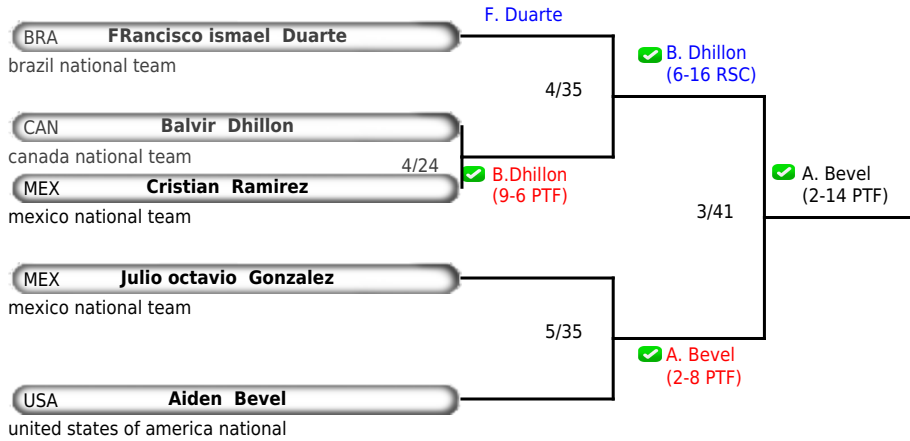 F. Duarte
BRA FRancisco ismael Duarte
brazil national team
B. Dhillon
(6-16 RSC)
4/35
CAN Balvir Dhillon
canada national team
4/24
B.Dhillon
(9-6 PTF)
MEX Cristian Ramirez
mexico national team
A. Bevel
(2-14 PTF)
3/41
MEX Julio octavio Gonzalez
mexico national team
5/35
A. Bevel
(2-8 PTF)
USA Aiden Bevel
united states of america national